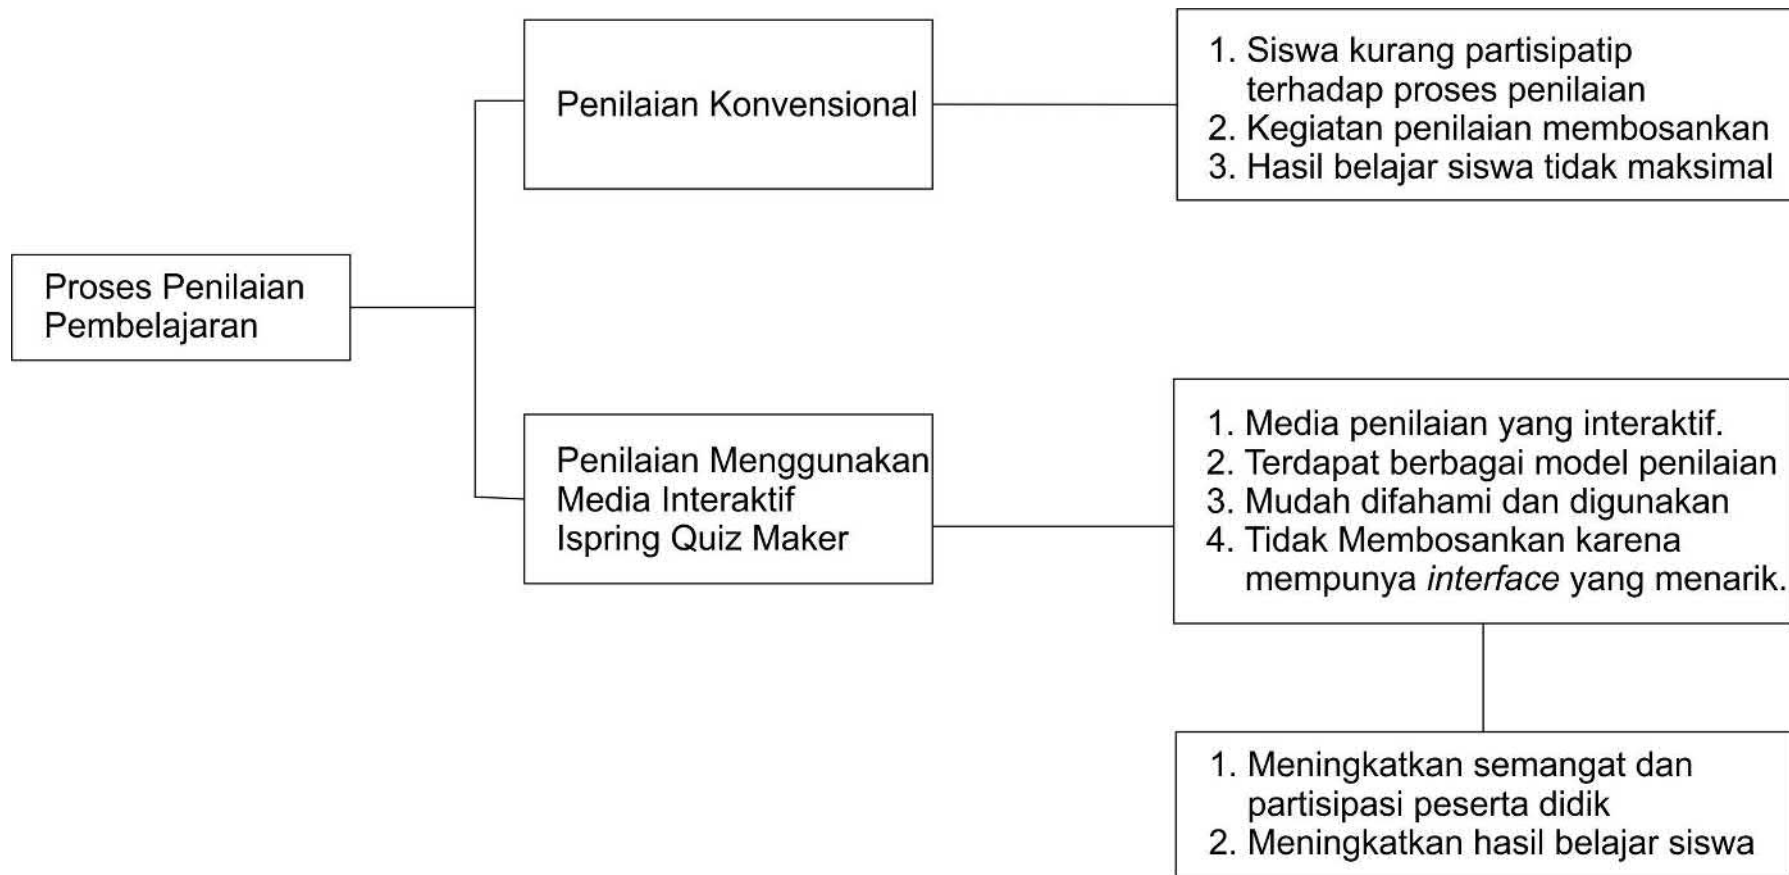 Penilaian Konvensional
1. Siswa kurang partisipatip
terhadap proses penilaian
2. Kegiatan penilaian membosankan
3. Hasil belajar siswa tidak maksimal
Proses Penilaian
Pembelajaran
Penilaian Menggunakan
Media Interaktif
Ispring Quiz Maker
1. Media penilaian yang interaktif.
2. Terdapat berbagai model penilaian
3. Mudah difahami dan digunakan
4. Tidak Membosankan karena
mempunya interface yang menarik.
1. Meningkatkan semangat dan
partisipasi peserta didik
2. Meningkatkan hasil belajar siswa